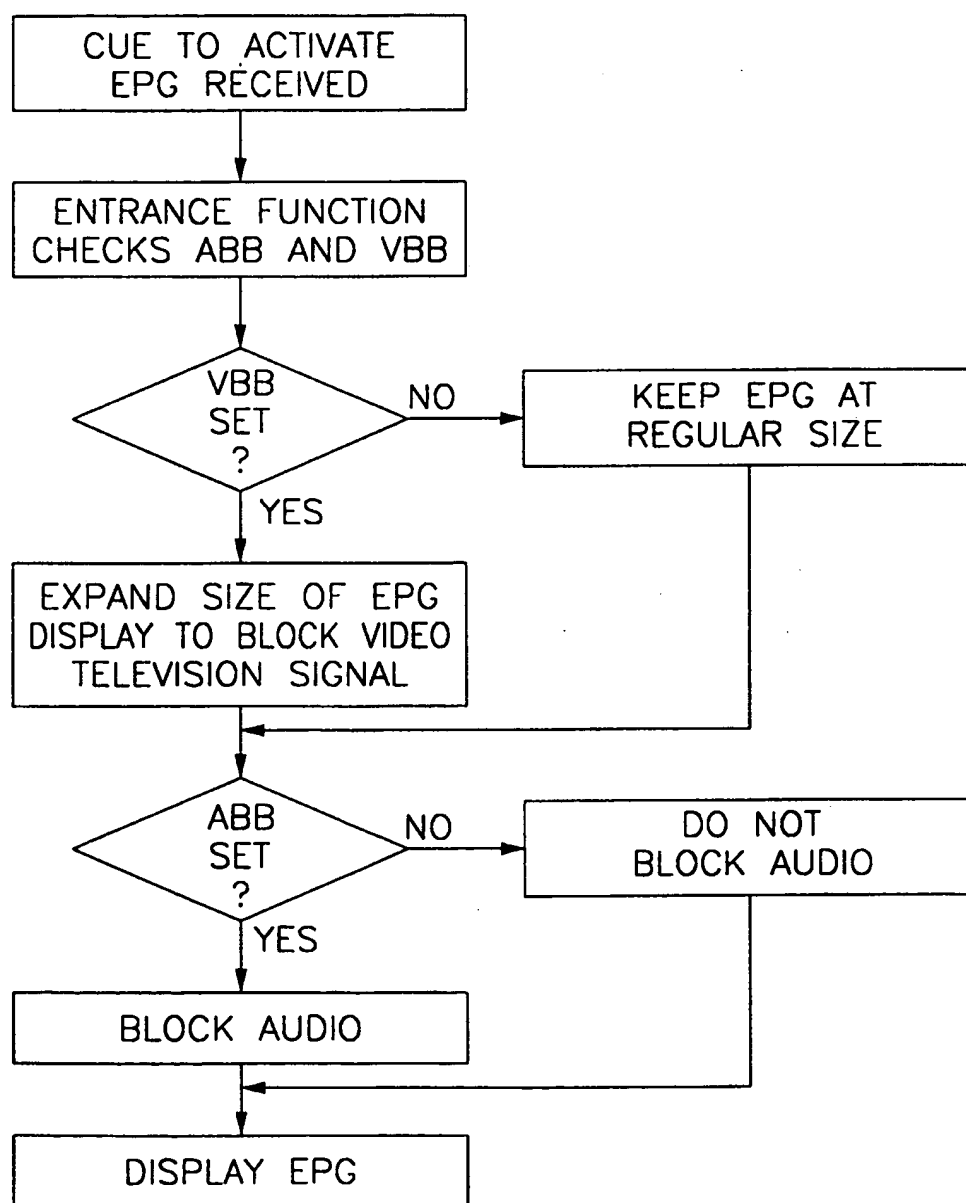 CUE TO ACTIVATE
EPG RECEIVED
ENTRANCE FUNCTION
CHECKS ABB AND VBB
VBB
SET
?
NO
KEEP EPG AT
REGULAR SIZE
YES
EXPAND SIZE OF EPG
DISPLAY TO BLOCK VIDEO
TELEVISION SIGNAL
ABB
SET
?
NO
DO NOT
BLOCK AUDIO
YES
BLOCK AUDIO
DISPLAY EPG